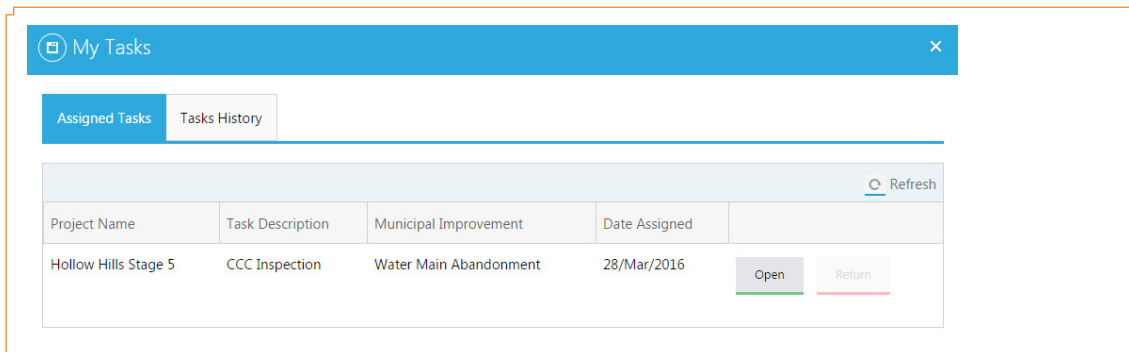 My Tasks
Assigned Tasks Tasks History
Refresh
Project Name Task Description Municipal Improvement Date Assigned
Hollow Hills Stage 5 CCC Inspection Water Main Abandonment 28/Mar/2016 Open Return